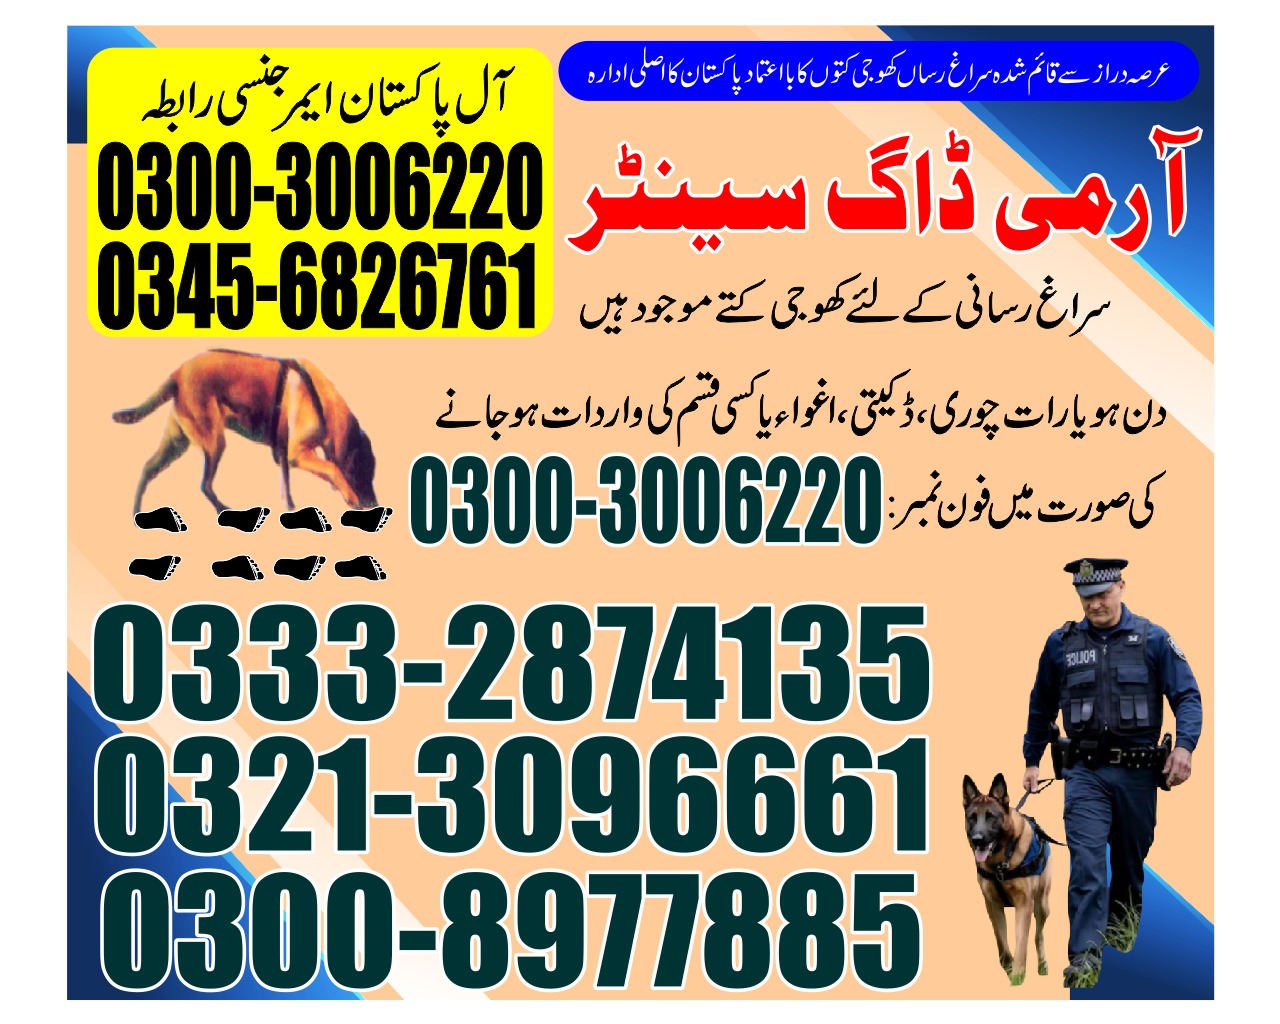 عرصہ دراز سے قائم شدہ سراغ رساں کھوجی کتوں کا بااعتماد پاکستان کا اصلی ادارہ
آل پاکستان ایمرجنسی رابطہ
0300-3006220
0345-6826761
آرمی ڈاگ سینٹر
سراغ رسانی کے لئے کھوجی کتے موجود ہیں
دن ہو یا رات چوری، ڈکیتی، اغواء یا کسی قسم کی واردات ہو جانے
کی صورت میں فون نمبر: 0300-3006220
0333-2874135
0321-3096661
0300-8977885
POLICE